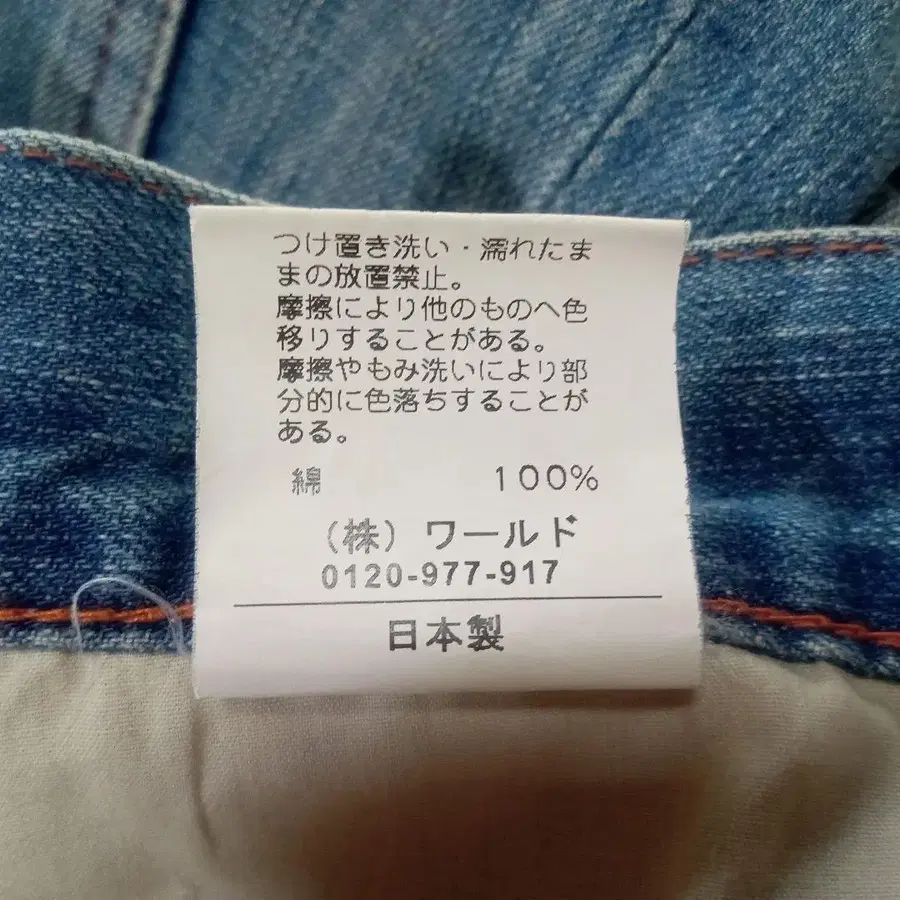 つけ置き洗い・濡れたま
まの放置禁止。
摩擦により他のものへ色
移りすることがある。
摩擦やもみ洗いにより部
分的に色落ちすることが
ある。
綿 100%
（株）ワールド
0120-977-917
日本製